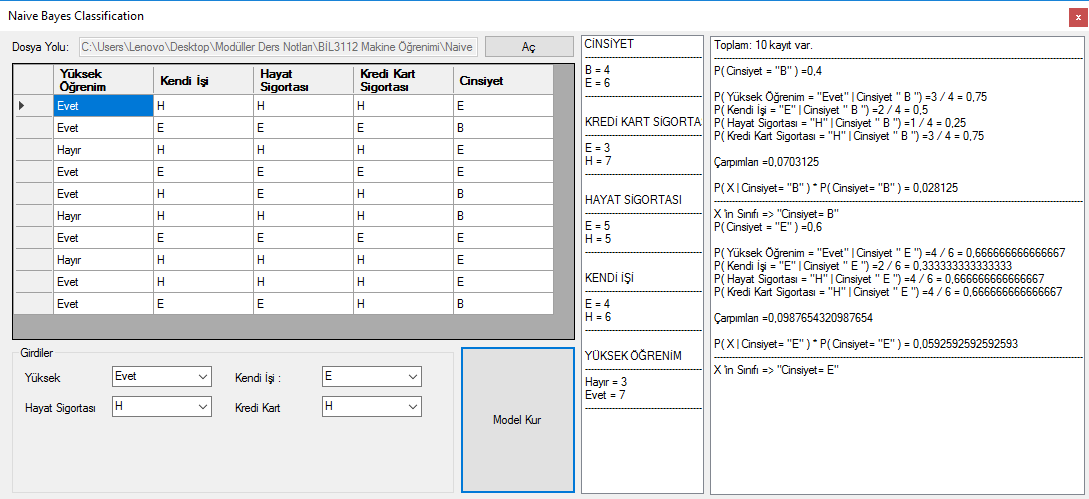 Naive Bayes Classification
x
Dosya Yolu: C:\Users\Lenovo\Desktop\Modüller Ders Notları\BİL3112 Makine Öğrenimi\Naive Aç
Yüksek Öğrenim Kendi İşi Hayat Sigortası Kredi Kart Sigortası Cinsiyet
Evet H H H E
Evet E E E B
Hayır H H H E
Evet E E E E
Evet H H H B
Hayır H H H B
Evet E E E E
Hayır H H H E
Evet H E H E
Evet E E H B
Girdiler
Yüksek Evet Kendi İşi : E
Hayat Sigortası H Kredi Kart H
Model Kur
CİNSİYET
B = 4
E = 6
KREDİ KART SİGORTA
E = 3
H = 7
HAYAT SİGORTASI
E = 5
H = 5
KENDİ İŞİ
E = 4
H = 6
YÜKSEK ÖĞRENİM
Hayır = 3
Evet = 7
Toplam: 10 kayıt var.
P( Cinsiyet = "B" ) =0,4
P( Yüksek Öğrenim = "Evet" | Cinsiyet " B ") =3 / 4 = 0,75
P( Kendi İşi = "E" | Cinsiyet " B ") =2 / 4 = 0,5
P( Hayat Sigortası = "H" | Cinsiyet " B ") =1 / 4 = 0,25
P( Kredi Kart Sigortası = "H" | Cinsiyet " B ") =3 / 4 = 0,75
Çarpımları =0,0703125
P( X | Cinsiyet= "B" ) * P( Cinsiyet= "B" ) = 0,028125
X 'in Sınıfı => "Cinsiyet= B"
P( Cinsiyet = "E" ) =0,6
P( Yüksek Öğrenim = "Evet" | Cinsiyet " E ") =4 / 6 = 0,666666666666667
P( Kendi İşi = "E" | Cinsiyet " E ") =2 / 6 = 0,333333333333333
P( Hayat Sigortası = "H" | Cinsiyet " E ") =4 / 6 = 0,666666666666667
P( Kredi Kart Sigortası = "H" | Cinsiyet " E ") =4 / 6 = 0,666666666666667
Çarpımları =0,0987654320987654
P( X | Cinsiyet= "E" ) * P( Cinsiyet= "E" ) = 0,0592592592592593
X 'in Sınıfı => "Cinsiyet= E"